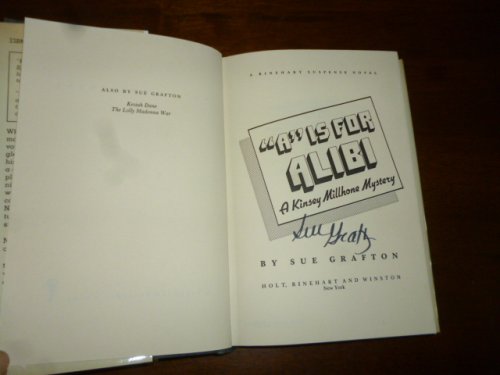 ALSO BY SUE GRAFTON
Keziah Dane
The Lolly Madonna War
A RINEHART SUSPENSE NOVEL
"A" IS FOR
ALIBI
A Kinsey Millhone Mystery
Sue Grafton
BY SUE GRAFTON
HOLT, RINEHART AND WINSTON
New York